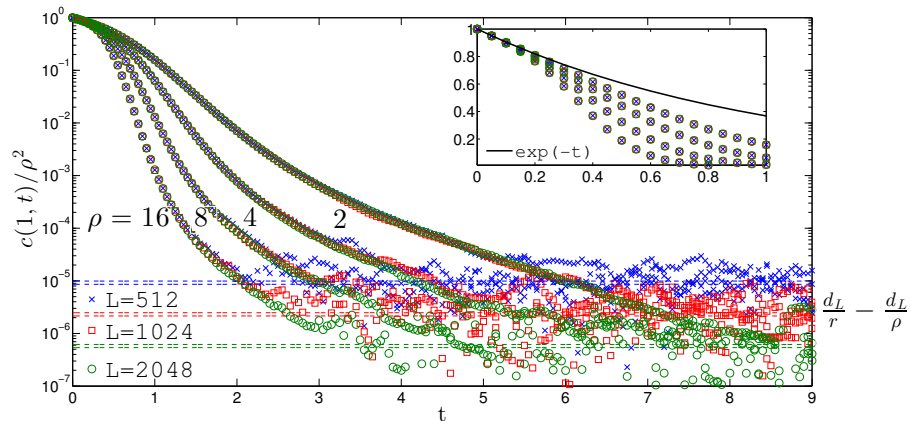 10^0
10^-1
10^-2
10^-3
10^-4
10^-5
10^-6
10^-7
c(1, t)/ρ^2
ρ = 16 8 4 2
L=512
L=1024
L=2048
0 1 2 3 4 5 6 7 8 9
t
1
0.8
0.6
0.4
0.2
exp(-t)
0 0.2 0.4 0.6 0.8 1
d_L/r − d_L/ρ